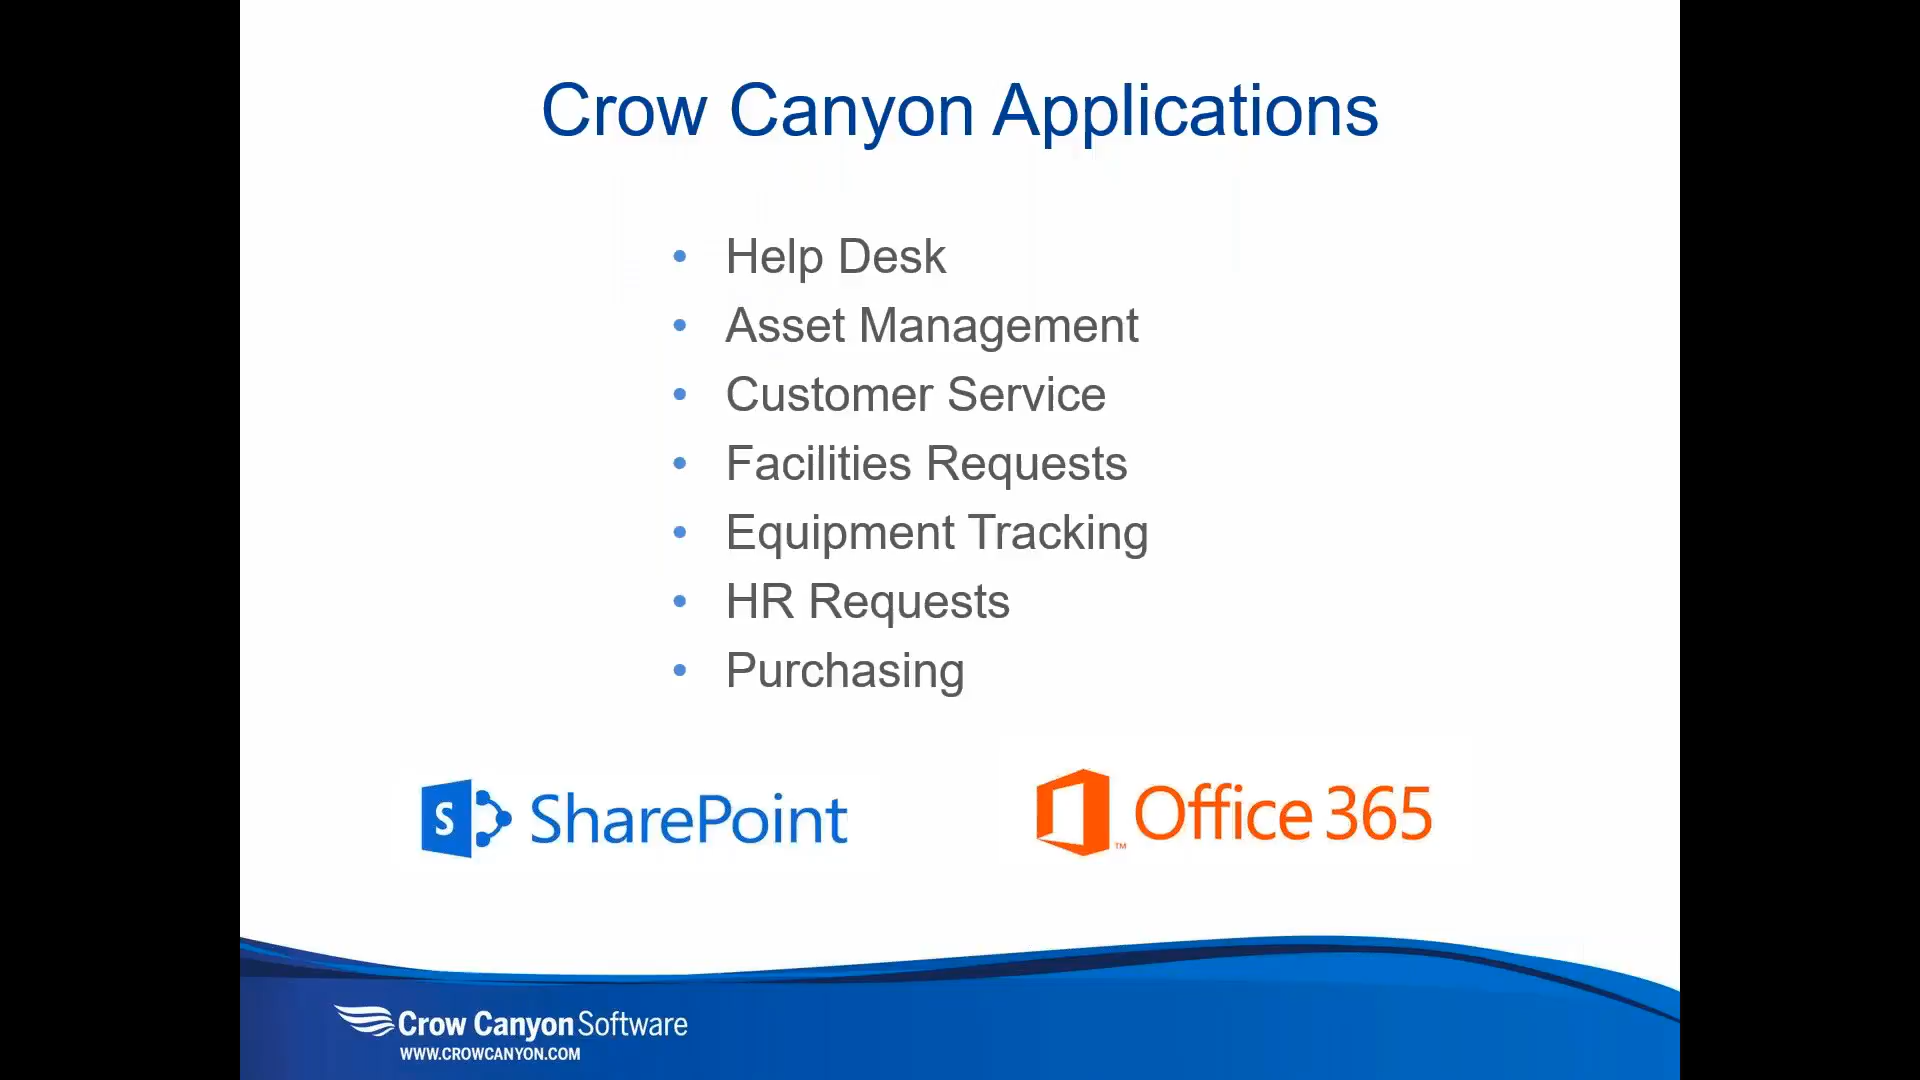 Crow Canyon Applications
• Help Desk
• Asset Management
• Customer Service
• Facilities Requests
• Equipment Tracking
• HR Requests
• Purchasing
S SharePoint
™ Office 365
Crow Canyon Software
WWW.CROWCANYON.COM